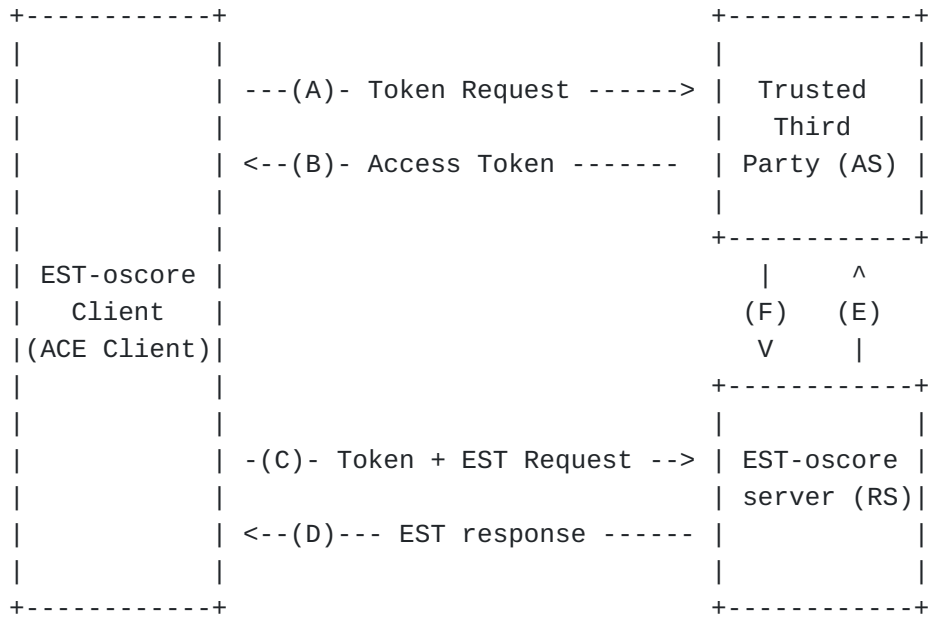 ---(A)- Token Request ------> Trusted
Third
<--(B)- Access Token ------- Party (AS)
EST-oscore | ^
Client (F) (E)
(ACE Client) V |
-(C)- Token + EST Request --> EST-oscore
server (RS)
<--(D)--- EST response ------